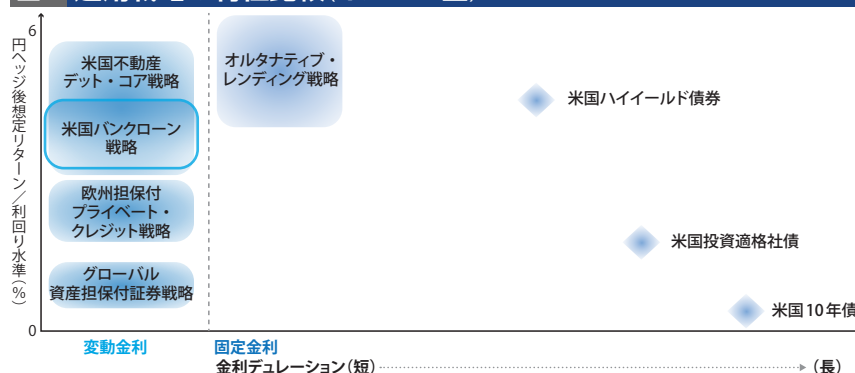 6
円ヘッジ後想定リターン／利回り水準(％)
0
米国不動産
デット・コア戦略
米国バンクローン
戦略
欧州担保付
プライベート・
クレジット戦略
グローバル
資産担保付証券戦略
オルタナティブ・
レンディング戦略
米国ハイイールド債券
米国投資適格社債
米国10年債
変動金利
固定金利
金利デュレーション(短)
(長)